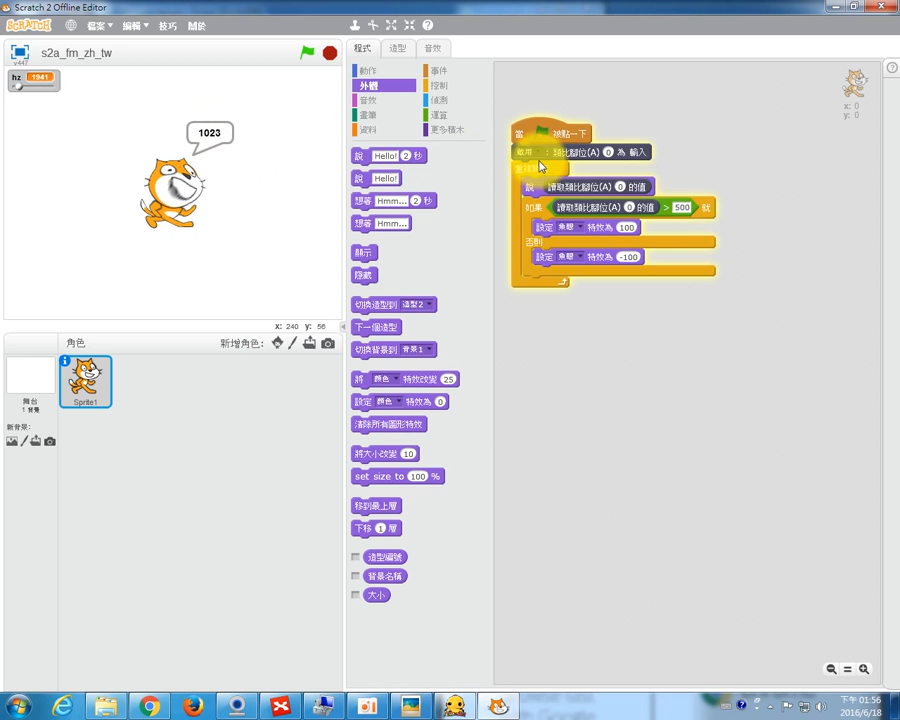 Scratch 2 Offline Editor
SCRATCH 檔案 編輯 技巧 關於
s2a_fm_zh_tw
v447
hz 1941
1023
x: 240 y: 56
角色 新增角色:
舞台
1 背景
新背景:
Sprite1
程式 造型 音效
動作 事件
外觀 控制
音效 偵測
畫筆 運算
資料 更多積木
說 Hello! 2 秒
說 Hello!
想著 Hmm... 2 秒
想著 Hmm...
顯示
隱藏
切換造型到 造型2
下一個造型
切換背景到 背景1
將 顏色 特效改變 25
設定 顏色 特效為 0
清除所有圖形特效
將大小改變 10
set size to 100 %
移到最上層
下移 1 層
造型編號
背景名稱
大小
當 被點一下
啟用 : 類比腳位(A) 0 為 輸入
說 讀取類比腳位(A) 0 的值
如果 讀取類比腳位(A) 0 的值 > 500 就
設定 魚眼 特效為 100
否則
設定 魚眼 特效為 -100
x: 0
y: 0
下午 01:56
2016/6/18